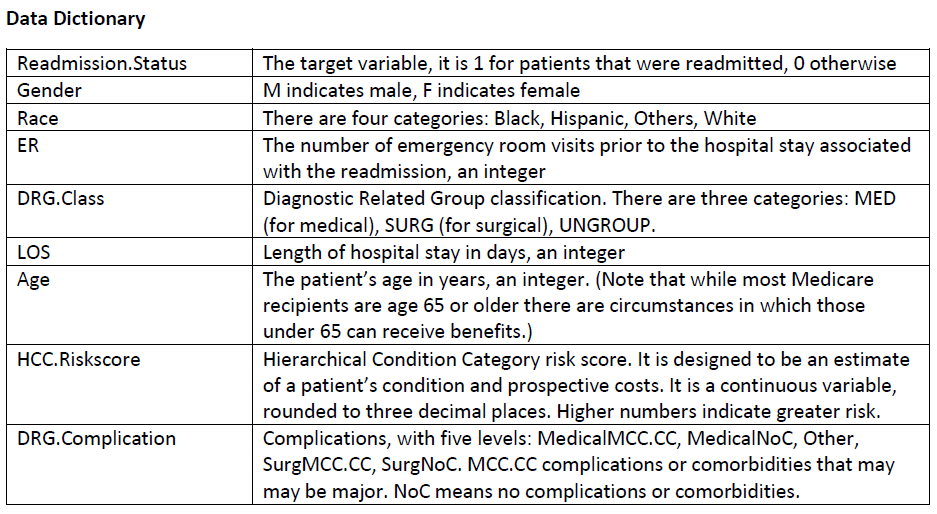 Data Dictionary
Readmission.Status The target variable, it is 1 for patients that were readmitted, 0 otherwise
Gender M indicates male, F indicates female
Race There are four categories: Black, Hispanic, Others, White
ER The number of emergency room visits prior to the hospital stay associated
with the readmission, an integer
DRG.Class Diagnostic Related Group classification. There are three categories: MED
(for medical), SURG (for surgical), UNGROUP.
LOS Length of hospital stay in days, an integer
Age The patient’s age in years, an integer. (Note that while most Medicare
recipients are age 65 or older there are circumstances in which those
under 65 can receive benefits.)
HCC.Riskscore Hierarchical Condition Category risk score. It is designed to be an estimate
of a patient’s condition and prospective costs. It is a continuous variable,
rounded to three decimal places. Higher numbers indicate greater risk.
DRG.Complication Complications, with five levels: MedicalMCC.CC, MedicalNoC, Other,
SurgMCC.CC, SurgNoC. MCC.CC complications or comorbidities that may
may be major. NoC means no complications or comorbidities.